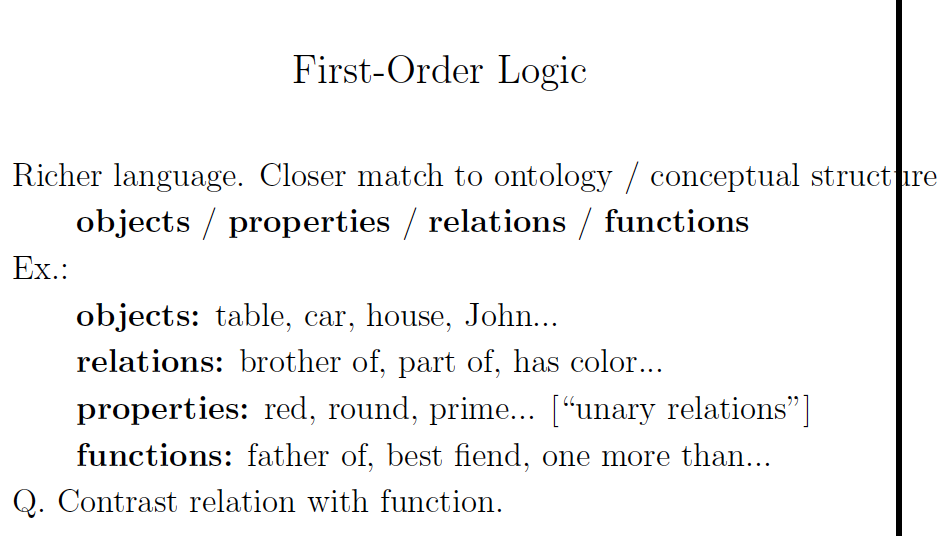 First-Order Logic
Richer language. Closer match to ontology / conceptual structure
objects / properties / relations / functions
Ex.:
objects: table, car, house, John...
relations: brother of, part of, has color...
properties: red, round, prime... [“unary relations”]
functions: father of, best fiend, one more than...
Q. Contrast relation with function.